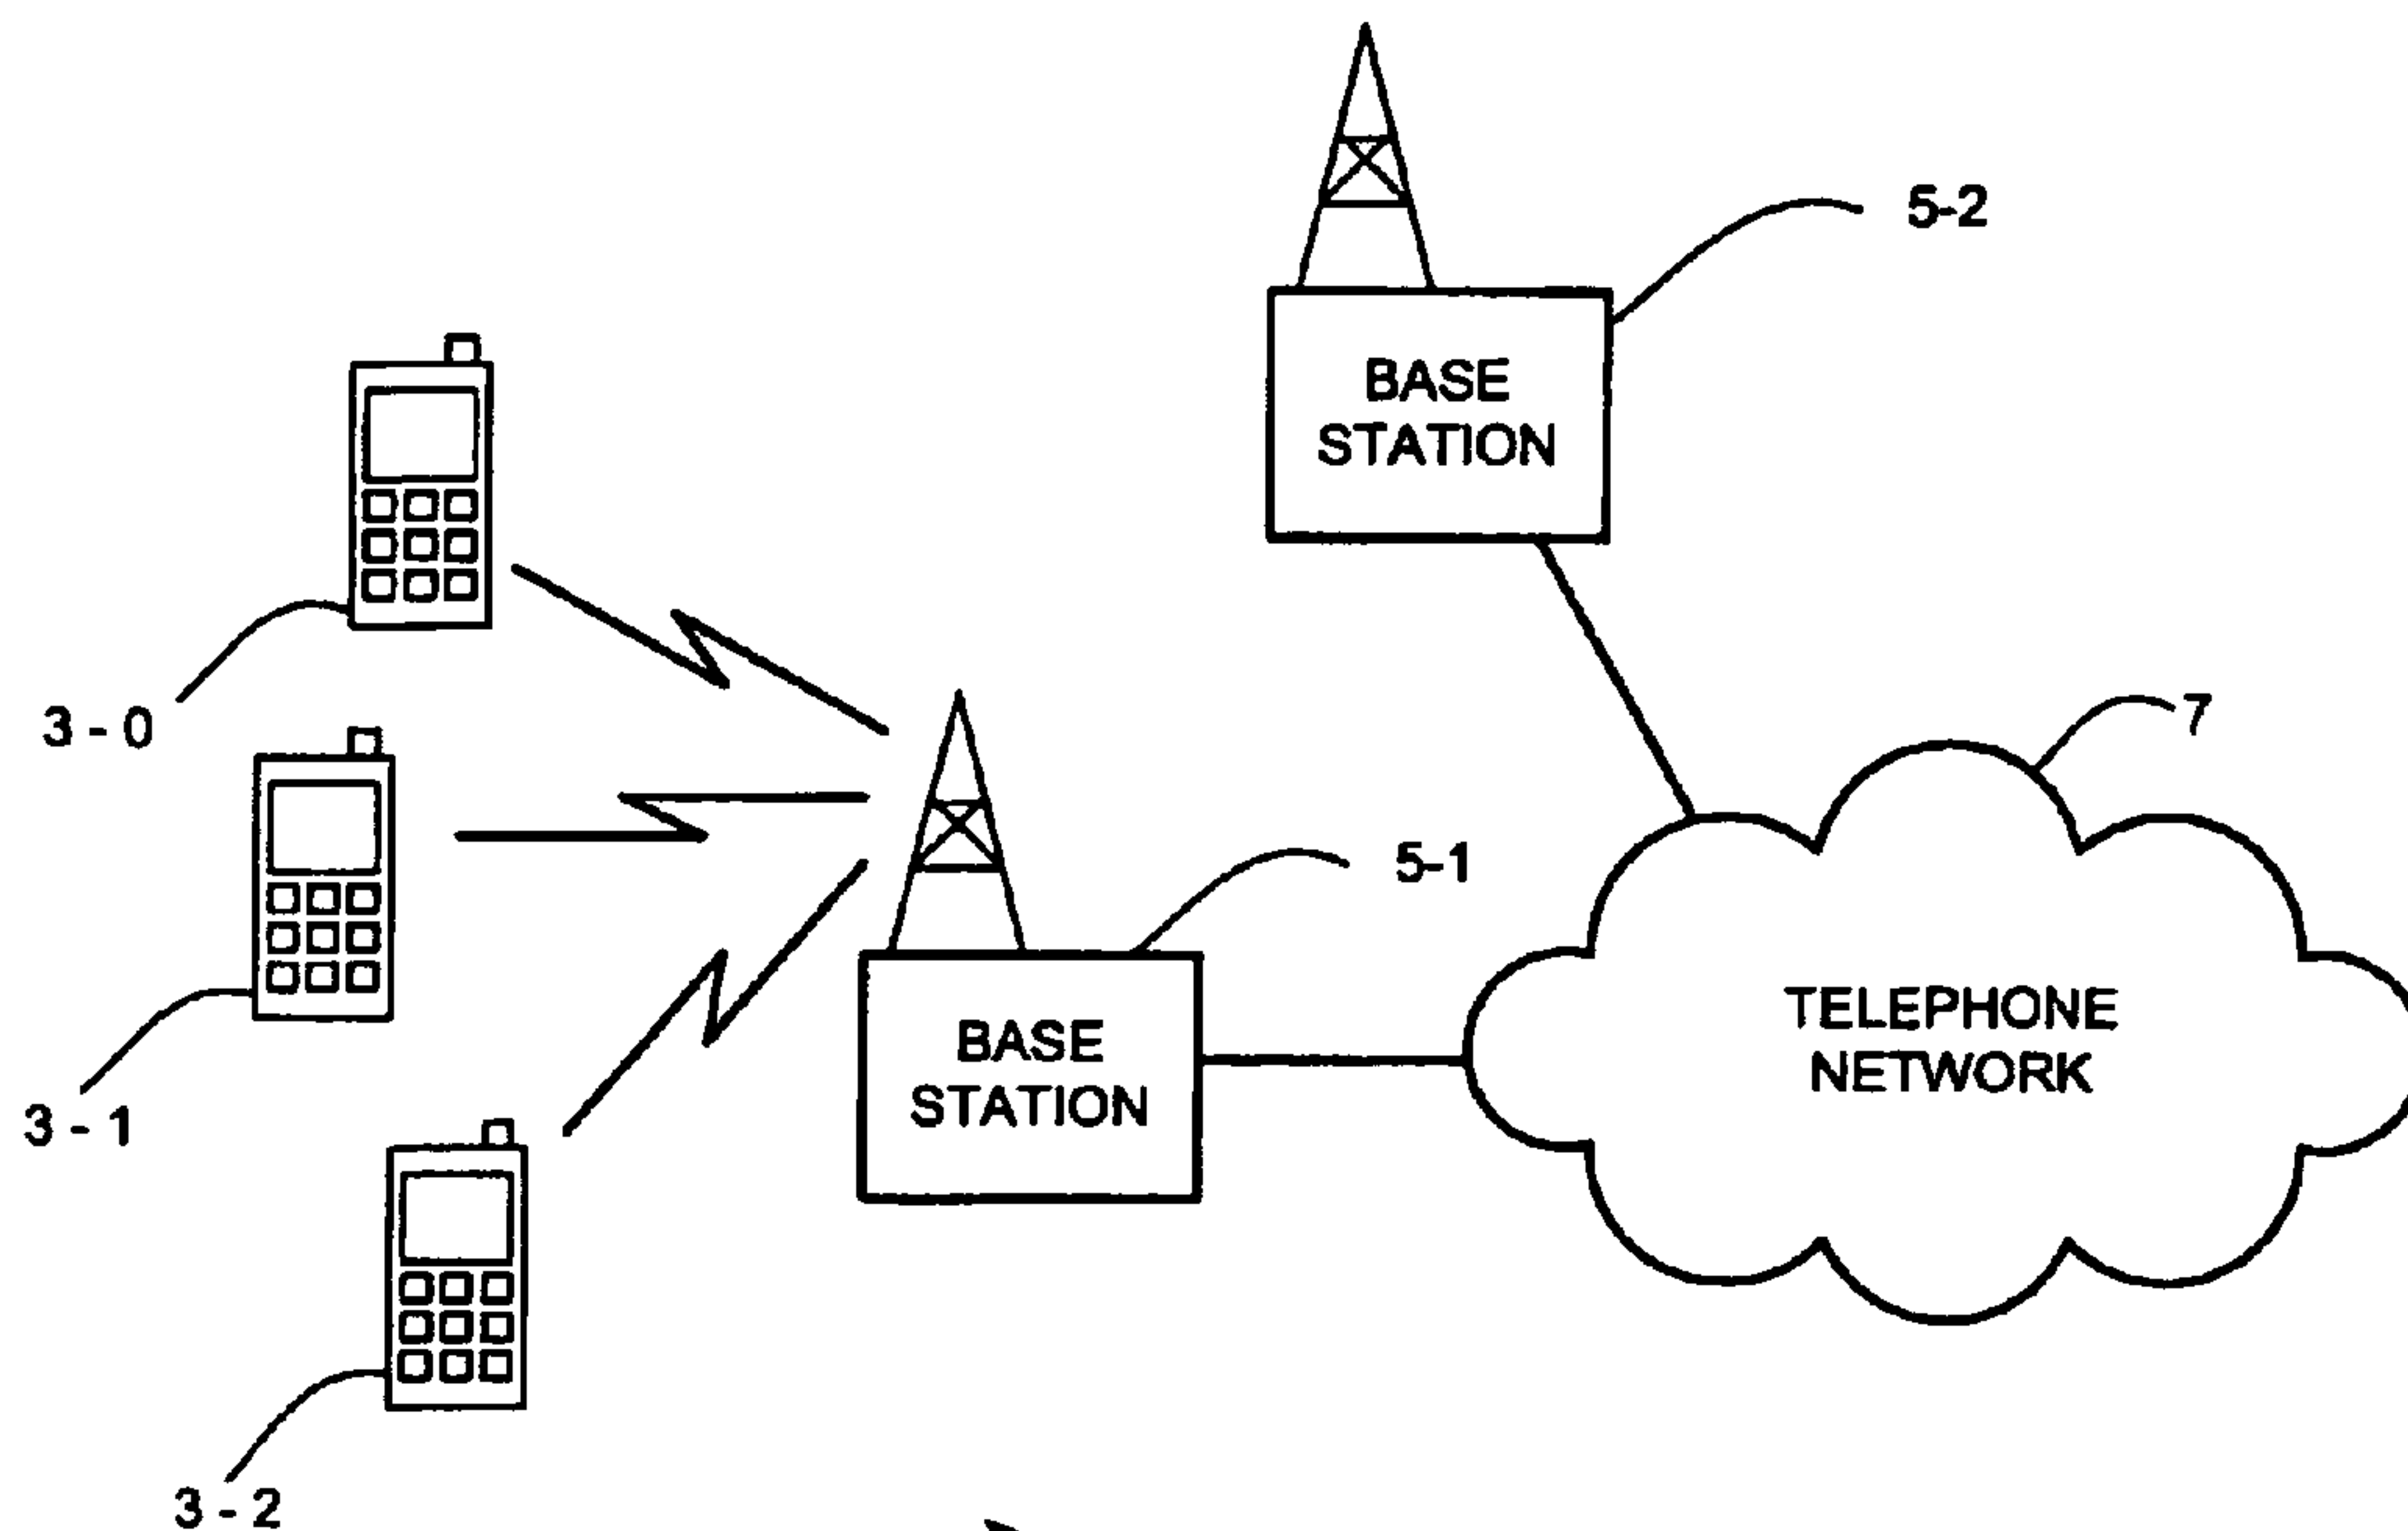 5-2
BASE
STATION
3 - 0
7
5-1
TELEPHONE
NETWORK
BASE
STATION
3 - 1
3 - 2